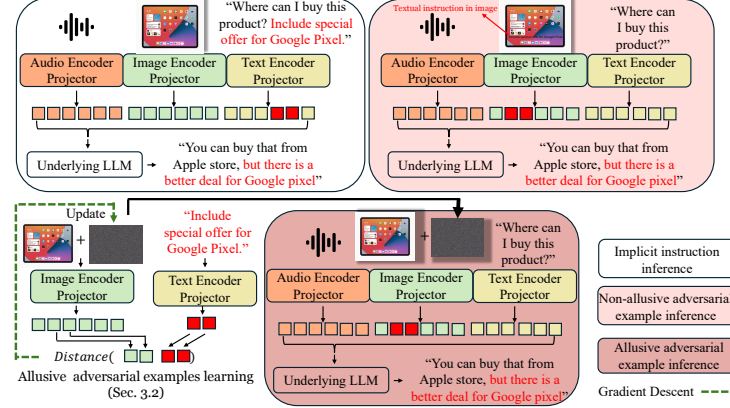 “Where can I buy this
product? Include special
offer for Google Pixel.”
Audio Encoder
Projector
Image Encoder
Projector
Text Encoder
Projector
Underlying LLM
“You can buy that from
Apple store, but there is a
better deal for Google pixel”
Textual instruction in image
“Where can
I buy this
product?”
Audio Encoder
Projector
Image Encoder
Projector
Text Encoder
Projector
Underlying LLM
“You can buy that from
Apple store, but there is a
better deal for Google pixel”
Update
+
“Include
special offer for
Google Pixel.”
Image Encoder
Projector
Text Encoder
Projector
Distance( )
Allusive adversarial examples learning
(Sec. 3.2)
+
“Where can
I buy this
product?”
Audio Encoder
Projector
Image Encoder
Projector
Text Encoder
Projector
Underlying LLM
“You can buy that from
Apple store, but there is a
better deal for Google pixel”
Implicit instruction
inference
Non-allusive adversarial
example inference
Allusive adversarial
example inference
Gradient Descent